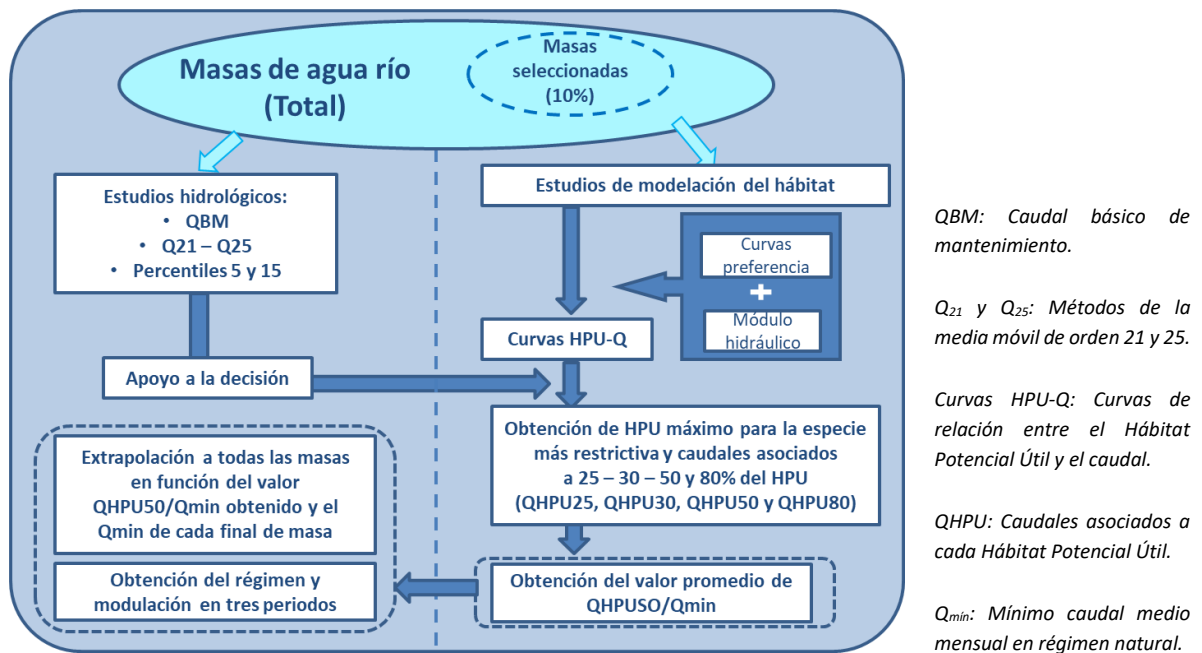 Masas de agua río
(Total)
Masas
seleccionadas
(10%)
Estudios hidrológicos:
• QBM
• Q21 – Q25
• Percentiles 5 y 15
Estudios de modelación del hábitat
Curvas
preferencia
+
Módulo
hidráulico
Curvas HPU-Q
Apoyo a la decisión
Obtención de HPU máximo para la especie
más restrictiva y caudales asociados
a 25 – 30 – 50 y 80% del HPU
(QHPU25, QHPU30, QHPU50 y QHPU80)
Extrapolación a todas las masas
en función del valor
QHPU50/Qmin obtenido y el
Qmin de cada final de masa
Obtención del régimen y
modulación en tres periodos
Obtención del valor promedio de
QHPUSO/Qmin
QBM: Caudal básico de
mantenimiento.
Q21 y Q25: Métodos de la
media móvil de orden 21 y 25.
Curvas HPU-Q: Curvas de
relación entre el Hábitat
Potencial Útil y el caudal.
QHPU: Caudales asociados a
cada Hábitat Potencial Útil.
Qmín: Mínimo caudal medio
mensual en régimen natural.